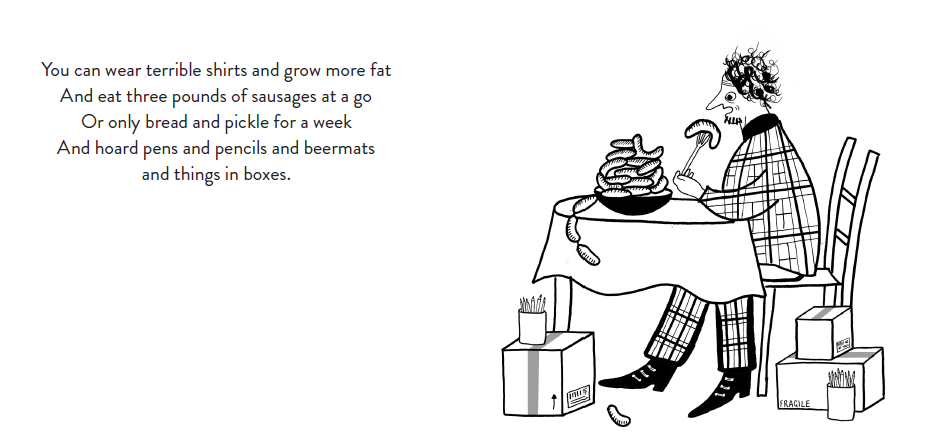 You can wear terrible shirts and grow more fat
And eat three pounds of sausages at a go
Or only bread and pickle for a week
And hoard pens and pencils and beermats
and things in boxes.
FRAGILE